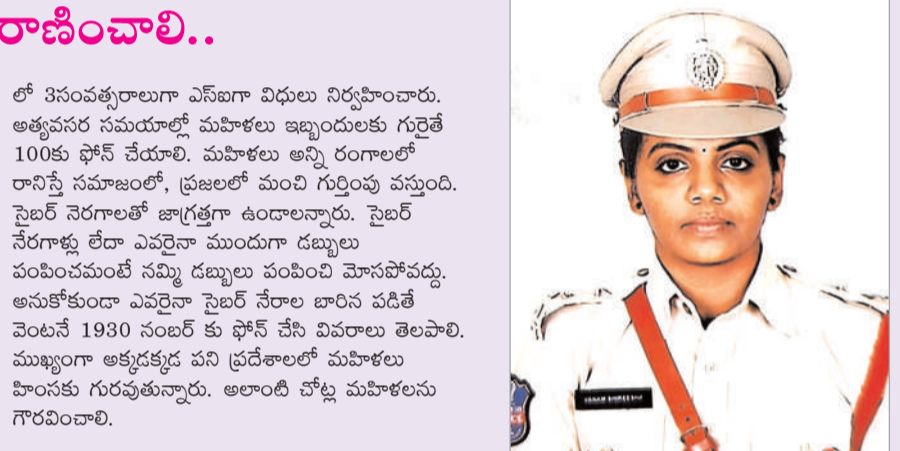 రాణించాలి..
లో 3సంవత్సరాలుగా ఎస్ఐగా విధులు నిర్వహించారు.
అత్యవసర సమయాల్లో మహిళలు ఇబ్బందులకు గురైతే
100కు ఫోన్ చేయాలి. మహిళలు అన్ని రంగాలలో
రానిస్తే సమాజంలో, ప్రజలలో మంచి గుర్తింపు వస్తుంది.
సైబర్ నెరగాలతో జాగ్రత్తగా ఉండాలన్నారు. సైబర్
నేరగాళ్లు లేదా ఎవరైనా ముందుగా డబ్బులు
పంపించమంటే నమ్మి డబ్బులు పంపించి మోసపోవద్దు.
అనుకోకుండా ఎవరైనా సైబర్ నేరాల బారిన పడితే
వెంటనే 1930 నంబర్ కు ఫోన్ చేసి వివరాలు తెలపాలి.
ముఖ్యంగా అక్కడక్కడ పని ప్రదేశాలలో మహిళలు
హింసకు గురవుతున్నారు. అలాంటి చోట్ల మహిళలను
గౌరవించాలి.